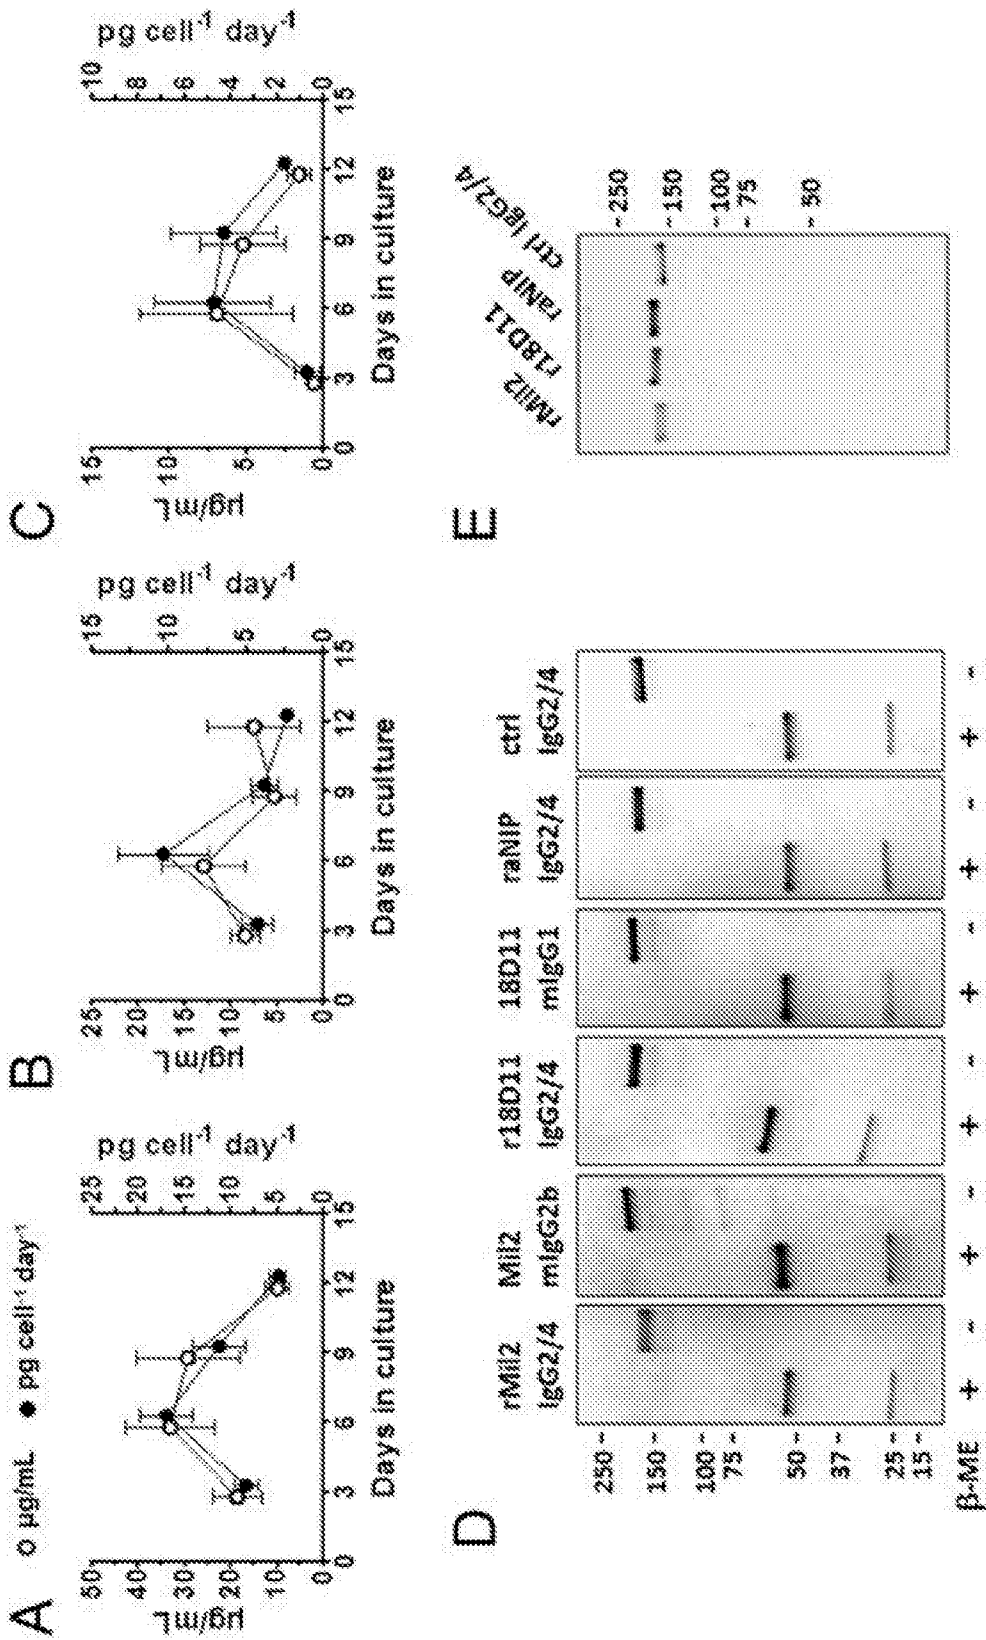 A
o µg/mL ● pg cell⁻¹ day⁻¹
µg/mL
50
40
30
20
10
0
pg cell⁻¹ day⁻¹
25
20
15
10
5
0
0 3 6 9 12 15
Days in culture
B
µg/mL
25
20
15
10
5
0
pg cell⁻¹ day⁻¹
15
10
5
0
0 3 6 9 12 15
Days in culture
C
µg/mL
15
10
5
0
pg cell⁻¹ day⁻¹
10
8
6
4
2
0
0 3 6 9 12 15
Days in culture
D
rMil2 Mil2 r18D11 18D11 raNIP ctrl
IgG2/4 mIgG2b IgG2/4 mIgG1 IgG2/4 IgG2/4
250 -
150 -
100 -
75 -
50 -
37 -
25 -
15 -
β-ME + - + - + - + - + - + -
E
rMil2 r18D11 raNIP ctrl IgG2/4
- 250
- 150
- 100
- 75
- 50